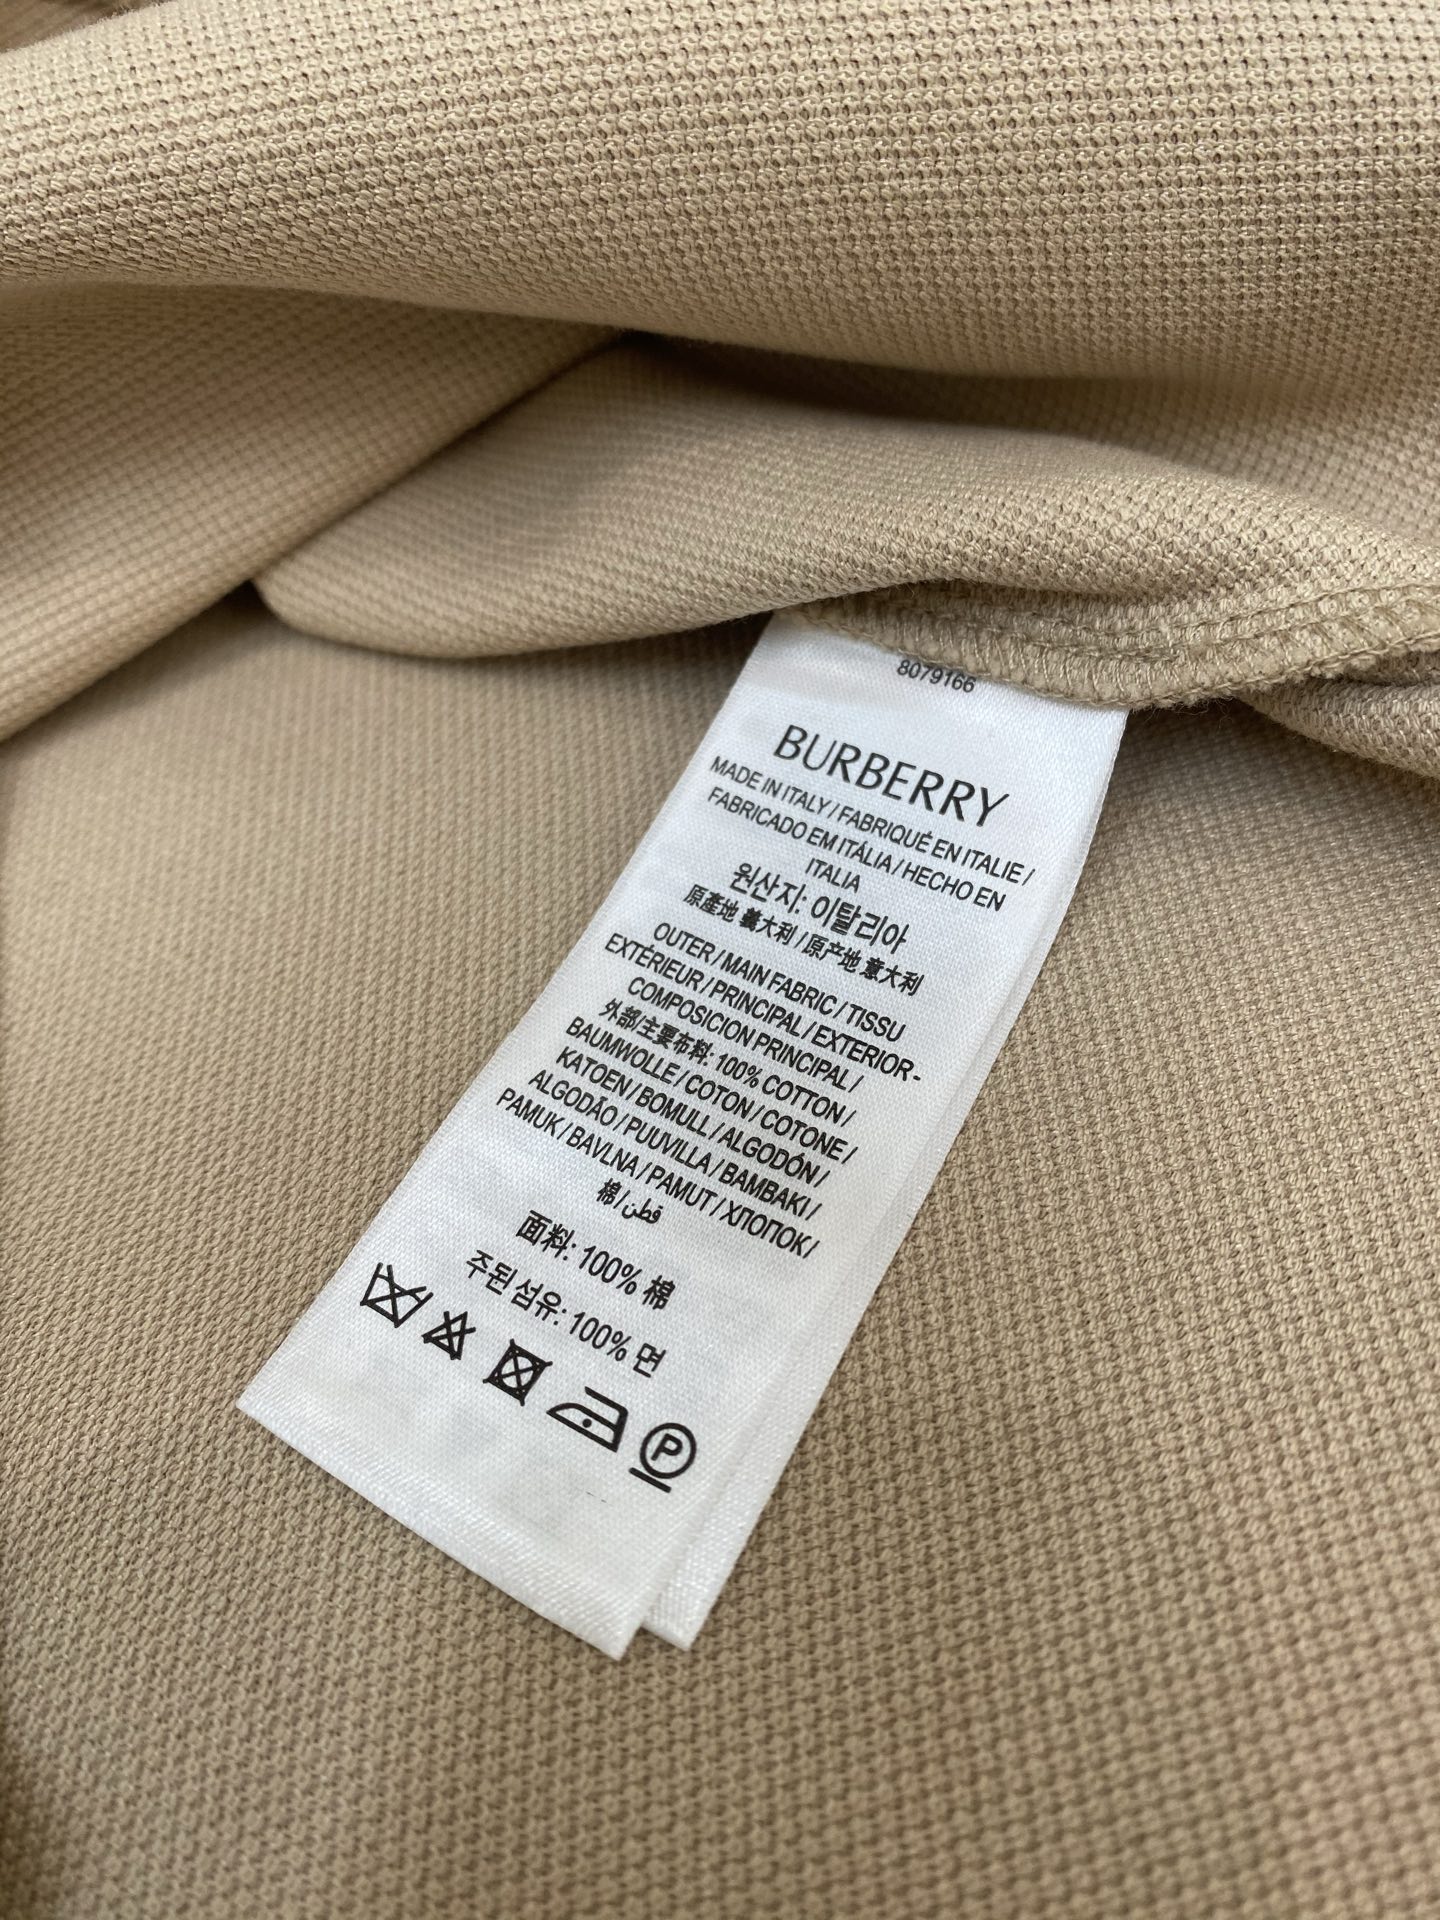 8079166
BURBERRY
MADE IN ITALY / FABRIQUÉ EN ITALIE /
FABRICADO EM ITÁLIA / HECHO EN
ITALIA
원산지: 이탈리아
原產地 義大利 / 原产地 意大利
OUTER / MAIN FABRIC / TISSU
EXTÉRIEUR / PRINCIPAL / EXTERIOR -
COMPOSICION PRINCIPAL /
外部/主要布料: 100% COTTON /
BAUMWOLLE / COTON / COTONE /
KATOEN / BOMULL / ALGODÓN /
ALGODÃO / PUUVILLA / BAMBAKI /
PAMUK / BAVLNA / PAMUT / ХЛОПОК /
棉/قطن
面料: 100% 棉
주된 섬유: 100% 면
P